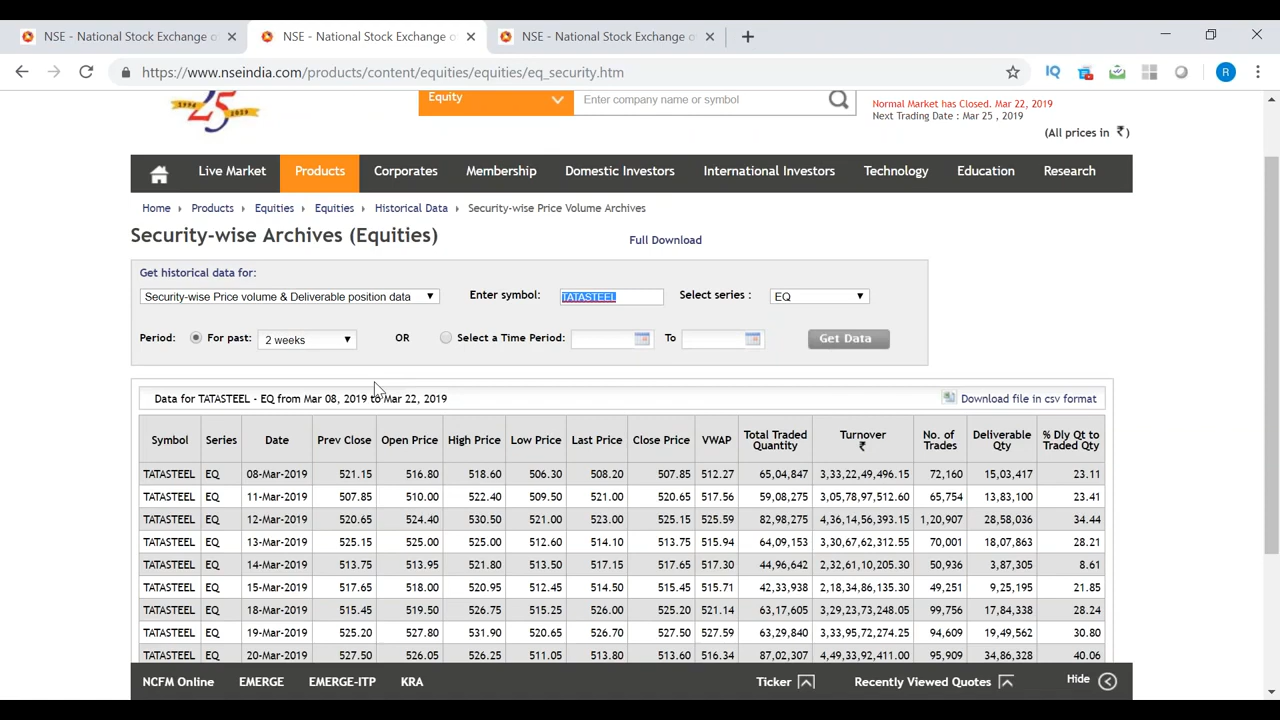 NSE - National Stock Exchange o
NSE - National Stock Exchange o
NSE - National Stock Exchange o
https://www.nseindia.com/products/content/equities/equities/eq_security.htm
1994 25 2019
Equity
Enter company name or symbol
Normal Market has Closed. Mar 22, 2019
Next Trading Date : Mar 25 , 2019
(All prices in ₹)
Live Market Products Corporates Membership Domestic Investors International Investors Technology Education Research
Home Products Equities Equities Historical Data Security-wise Price Volume Archives
Security-wise Archives (Equities)
Full Download
Get historical data for:
Security-wise Price volume & Deliverable position data Enter symbol: TATASTEEL Select series : EQ
Period: For past: 2 weeks OR Select a Time Period: To Get Data
Data for TATASTEEL - EQ from Mar 08, 2019 to Mar 22, 2019 Download file in csv format
Symbol Series Date Prev Close Open Price High Price Low Price Last Price Close Price VWAP Total Traded Quantity Turnover ₹ No. of Trades Deliverable Qty % Dly Qt to Traded Qty
TATASTEEL EQ 08-Mar-2019 521.15 516.80 518.60 506.30 508.20 507.85 512.27 65,04,847 3,33,22,49,496.15 72,160 15,03,417 23.11
TATASTEEL EQ 11-Mar-2019 507.85 510.00 522.40 509.50 521.00 520.65 517.56 59,08,275 3,05,78,97,512.60 65,754 13,83,100 23.41
TATASTEEL EQ 12-Mar-2019 520.65 524.40 530.50 521.00 523.00 525.15 525.59 82,98,275 4,36,14,56,393.15 1,20,907 28,58,036 34.44
TATASTEEL EQ 13-Mar-2019 525.15 525.00 525.00 512.60 514.10 513.75 515.94 64,09,153 3,30,67,62,312.55 70,001 18,07,863 28.21
TATASTEEL EQ 14-Mar-2019 513.75 513.95 521.80 513.50 517.15 517.65 517.30 44,96,642 2,32,61,10,205.30 50,936 3,87,305 8.61
TATASTEEL EQ 15-Mar-2019 517.65 518.00 520.95 512.45 514.50 515.45 515.71 42,33,938 2,18,34,86,135.30 49,251 9,25,195 21.85
TATASTEEL EQ 18-Mar-2019 515.45 519.50 526.75 515.25 526.00 525.20 521.14 63,17,605 3,29,23,73,248.05 99,756 17,84,338 28.24
TATASTEEL EQ 19-Mar-2019 525.20 527.80 531.90 520.65 526.70 527.50 527.59 63,29,840 3,33,95,72,274.25 94,609 19,49,562 30.80
TATASTEEL EQ 20-Mar-2019 527.50 526.05 526.25 511.05 513.80 513.60 516.34 87,02,307 4,49,33,92,411.00 95,909 34,86,328 40.06
NCFM Online EMERGE EMERGE-ITP KRA Ticker Recently Viewed Quotes Hide
R
IQ